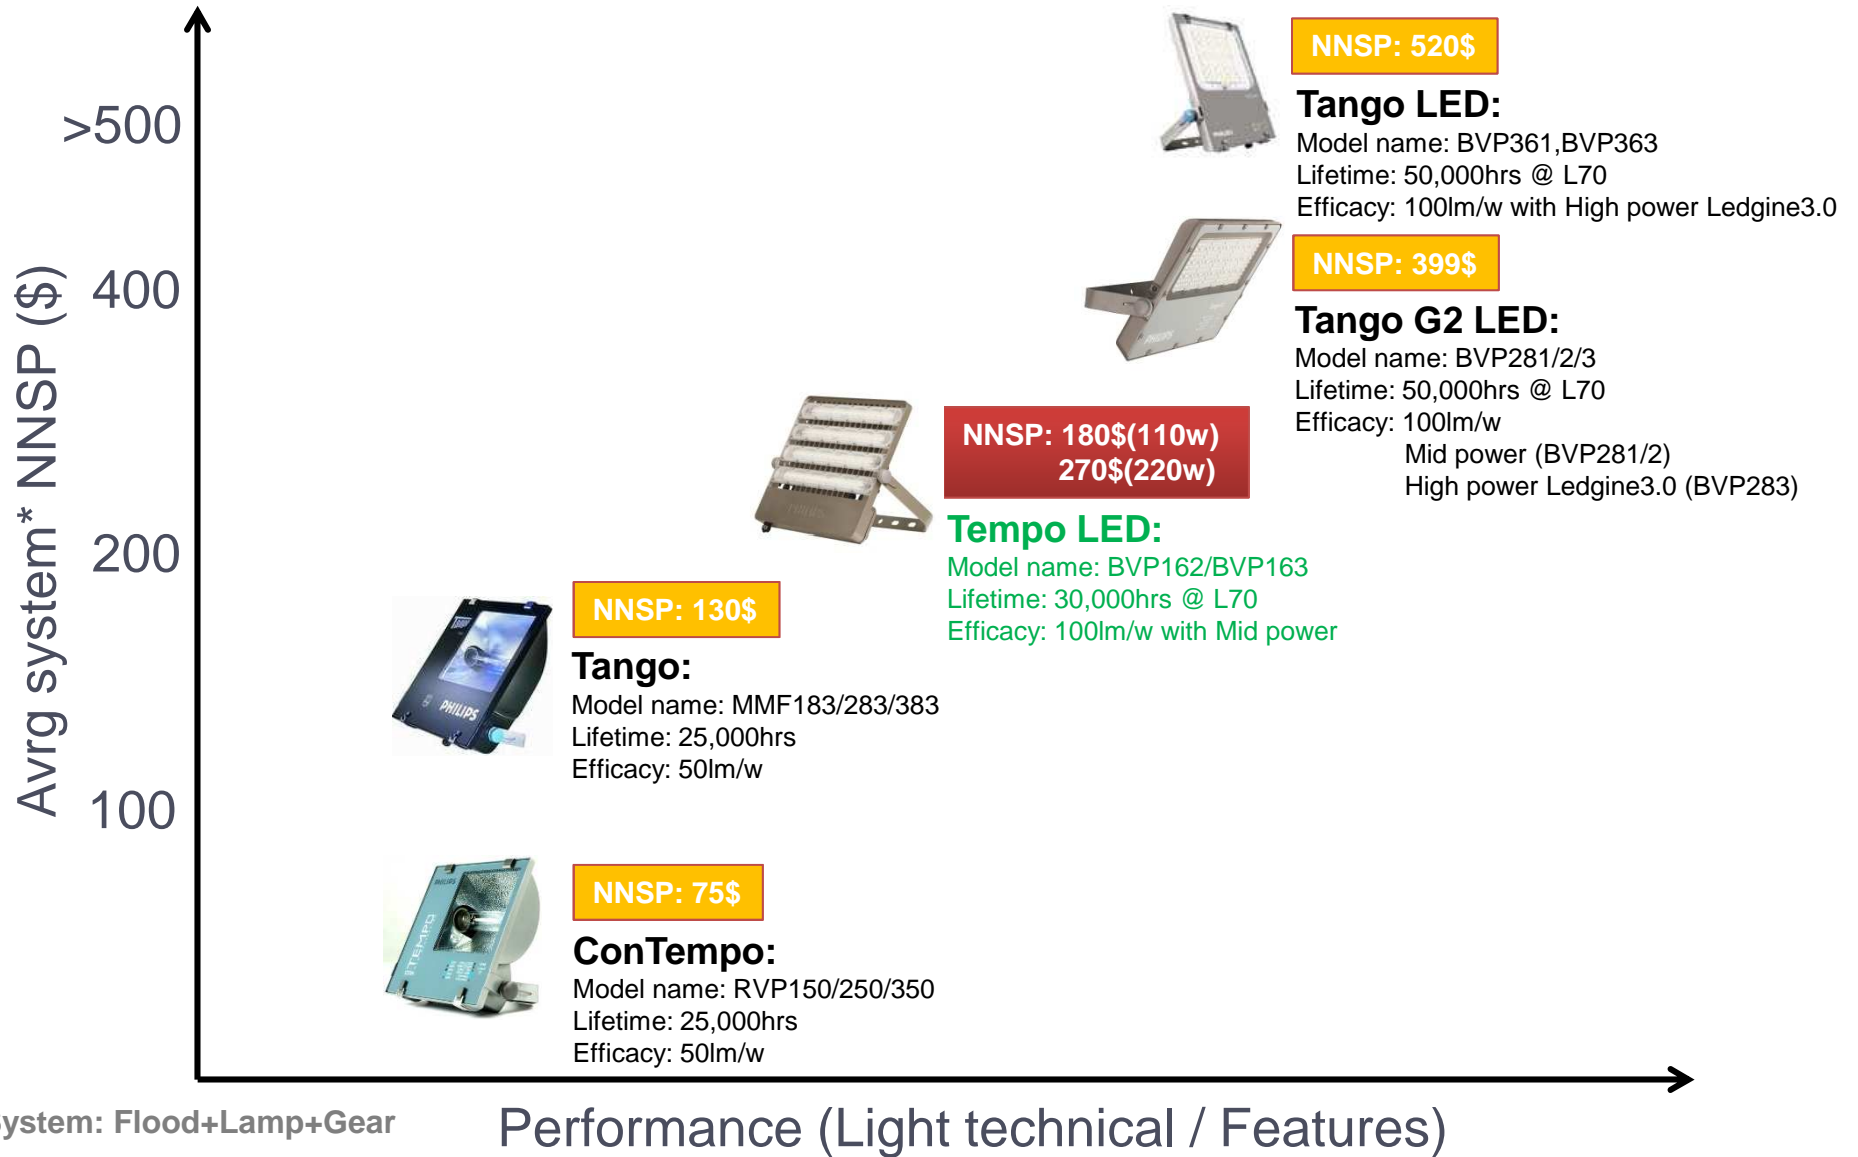 NNSP: 520$
Tango LED:
Model name: BVP361,BVP363
Lifetime: 50,000hrs @ L70
Efficacy: 100lm/w with High power Ledgine3.0
NNSP: 399$
Tango G2 LED:
Model name: BVP281/2/3
Lifetime: 50,000hrs @ L70
Efficacy: 100lm/w
Mid power (BVP281/2)
High power Ledgine3.0 (BVP283)
PHILIPS
NNSP: 180$(110w)
270$(220w)
Tempo LED:
Model name: BVP162/BVP163
Lifetime: 30,000hrs @ L70
Efficacy: 100lm/w with Mid power
PHILIPS
NNSP: 130$
Tango:
Model name: MMF183/283/383
Lifetime: 25,000hrs
Efficacy: 50lm/w
PHILIPS
NNSP: 75$
ConTempo:
Model name: RVP150/250/350
Lifetime: 25,000hrs
Efficacy: 50lm/w
PHILIPS
TEMPO
>500
400
200
100
Avrg system* NNSP ($)
ystem: Flood+Lamp+Gear
Performance (Light technical / Features)